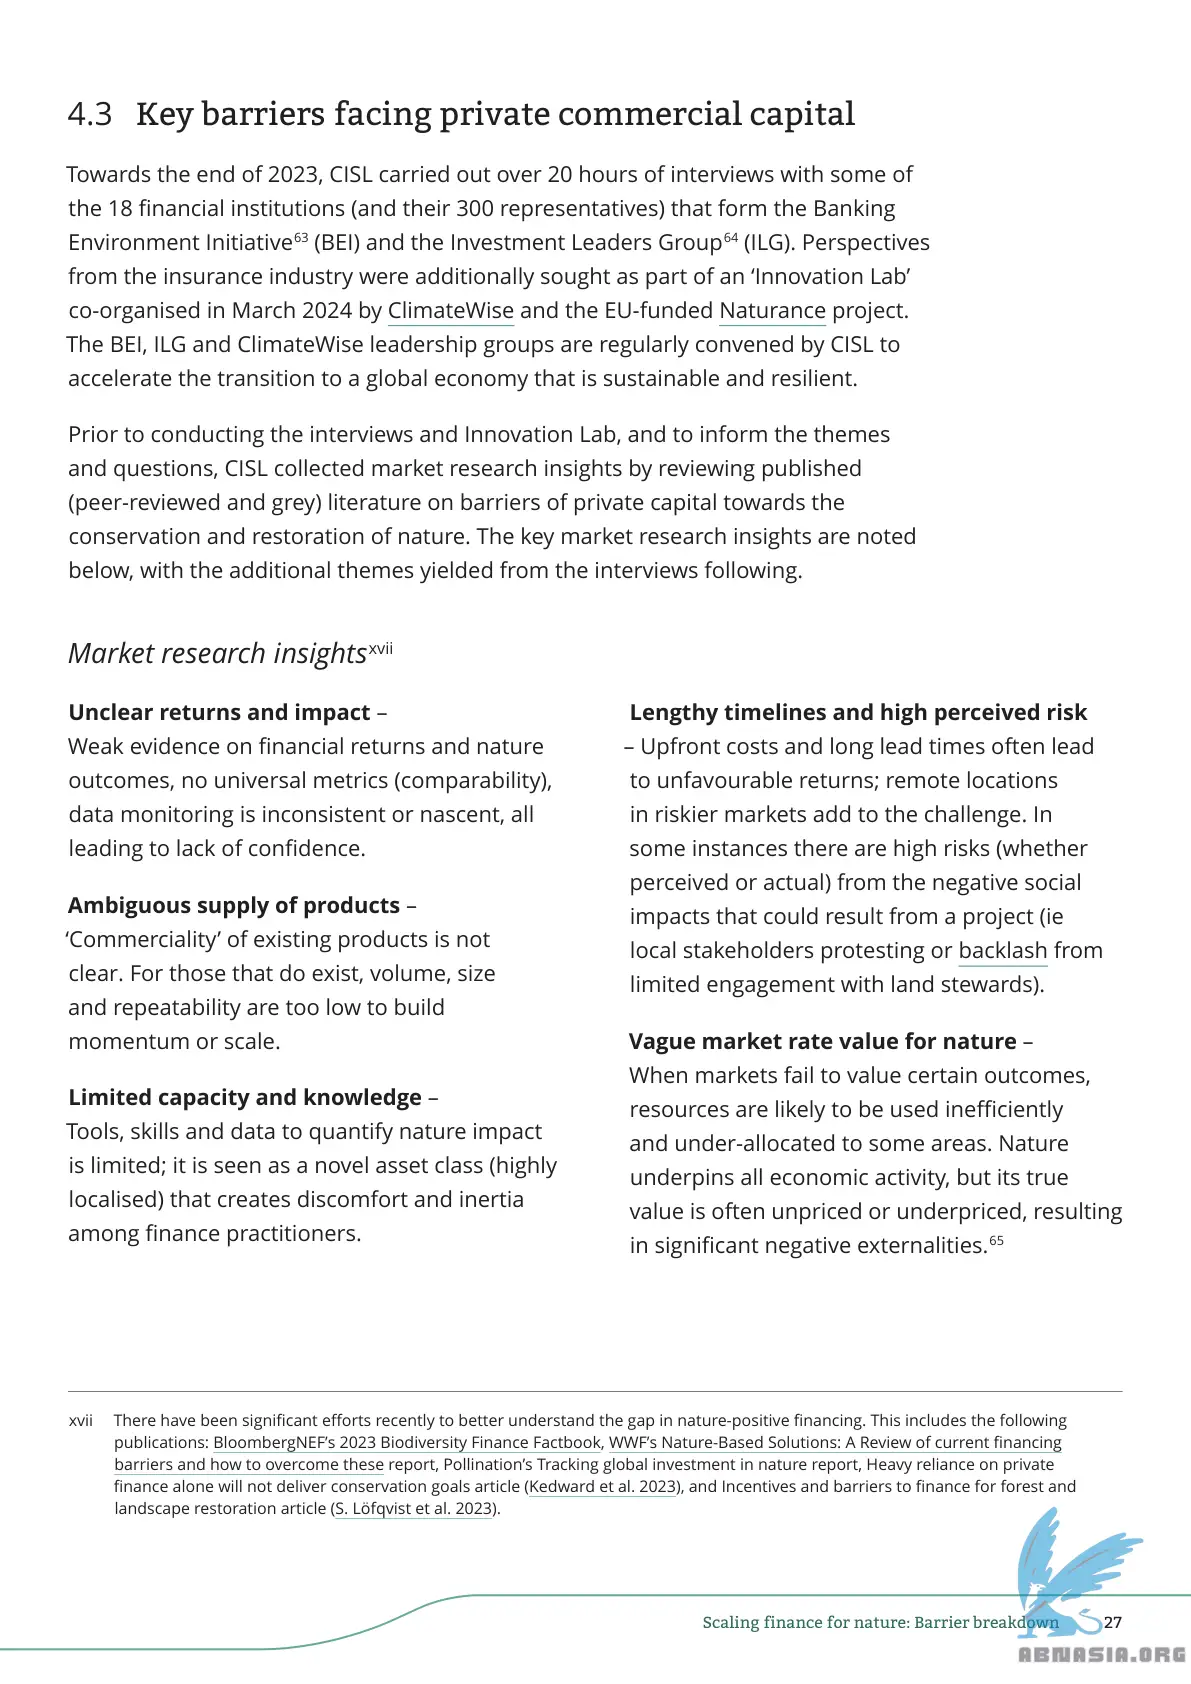 4.3 Key barriers facing private commercial capital
Towards the end of 2023, CISL carried out over 20 hours of interviews with some of
the 18 financial institutions (and their 300 representatives) that form the Banking
Environment Initiative63 (BEI) and the Investment Leaders Group64 (ILG). Perspectives
from the insurance industry were additionally sought as part of an ‘Innovation Lab’
co-organised in March 2024 by ClimateWise and the EU-funded Naturance project.
The BEI, ILG and ClimateWise leadership groups are regularly convened by CISL to
accelerate the transition to a global economy that is sustainable and resilient.
Prior to conducting the interviews and Innovation Lab, and to inform the themes
and questions, CISL collected market research insights by reviewing published
(peer-reviewed and grey) literature on barriers of private capital towards the
conservation and restoration of nature. The key market research insights are noted
below, with the additional themes yielded from the interviews following.
Market research insightsxvii
Unclear returns and impact –
Weak evidence on financial returns and nature
outcomes, no universal metrics (comparability),
data monitoring is inconsistent or nascent, all
leading to lack of confidence.
Ambiguous supply of products –
‘Commerciality’ of existing products is not
clear. For those that do exist, volume, size
and repeatability are too low to build
momentum or scale.
Limited capacity and knowledge –
Tools, skills and data to quantify nature impact
is limited; it is seen as a novel asset class (highly
localised) that creates discomfort and inertia
among finance practitioners.
Lengthy timelines and high perceived risk
– Upfront costs and long lead times often lead
to unfavourable returns; remote locations
in riskier markets add to the challenge. In
some instances there are high risks (whether
perceived or actual) from the negative social
impacts that could result from a project (ie
local stakeholders protesting or backlash from
limited engagement with land stewards).
Vague market rate value for nature –
When markets fail to value certain outcomes,
resources are likely to be used inefficiently
and under-allocated to some areas. Nature
underpins all economic activity, but its true
value is often unpriced or underpriced, resulting
in significant negative externalities.65
xvii There have been significant efforts recently to better understand the gap in nature-positive financing. This includes the following
publications: BloombergNEF’s 2023 Biodiversity Finance Factbook, WWF’s Nature-Based Solutions: A Review of current financing
barriers and how to overcome these report, Pollination’s Tracking global investment in nature report, Heavy reliance on private
finance alone will not deliver conservation goals article (Kedward et al. 2023), and Incentives and barriers to finance for forest and
landscape restoration article (S. Löfqvist et al. 2023).
Scaling finance for nature: Barrier breakdown 27
ABNASIA.ORG